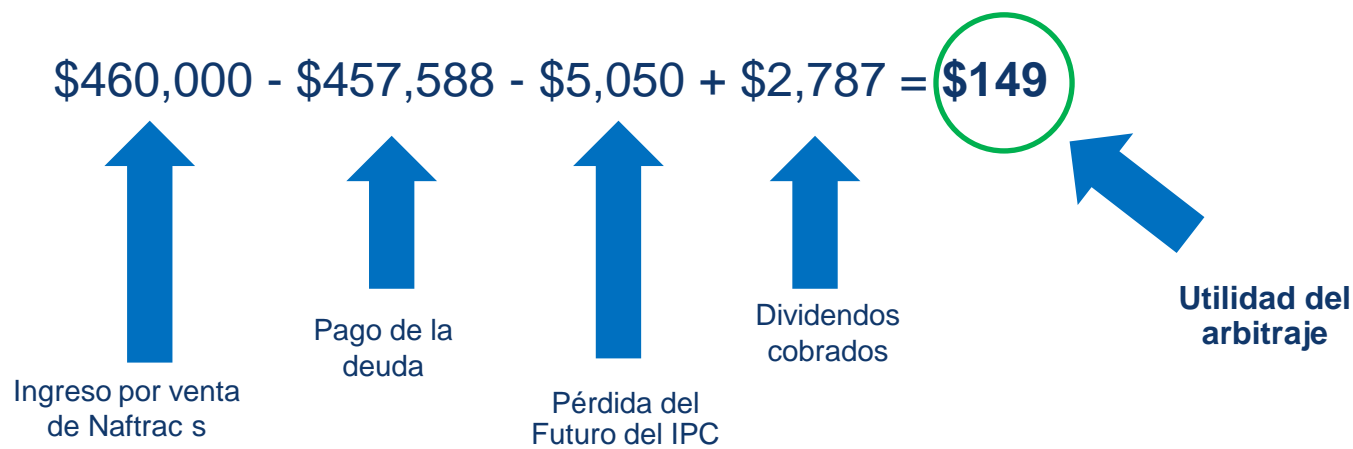 $460,000 - $457,588 - $5,050 + $2,787 = $149
Ingreso por venta
de Naftrac s
Pago de la
deuda
Pérdida del
Futuro del IPC
Dividendos
cobrados
Utilidad del
arbitraje